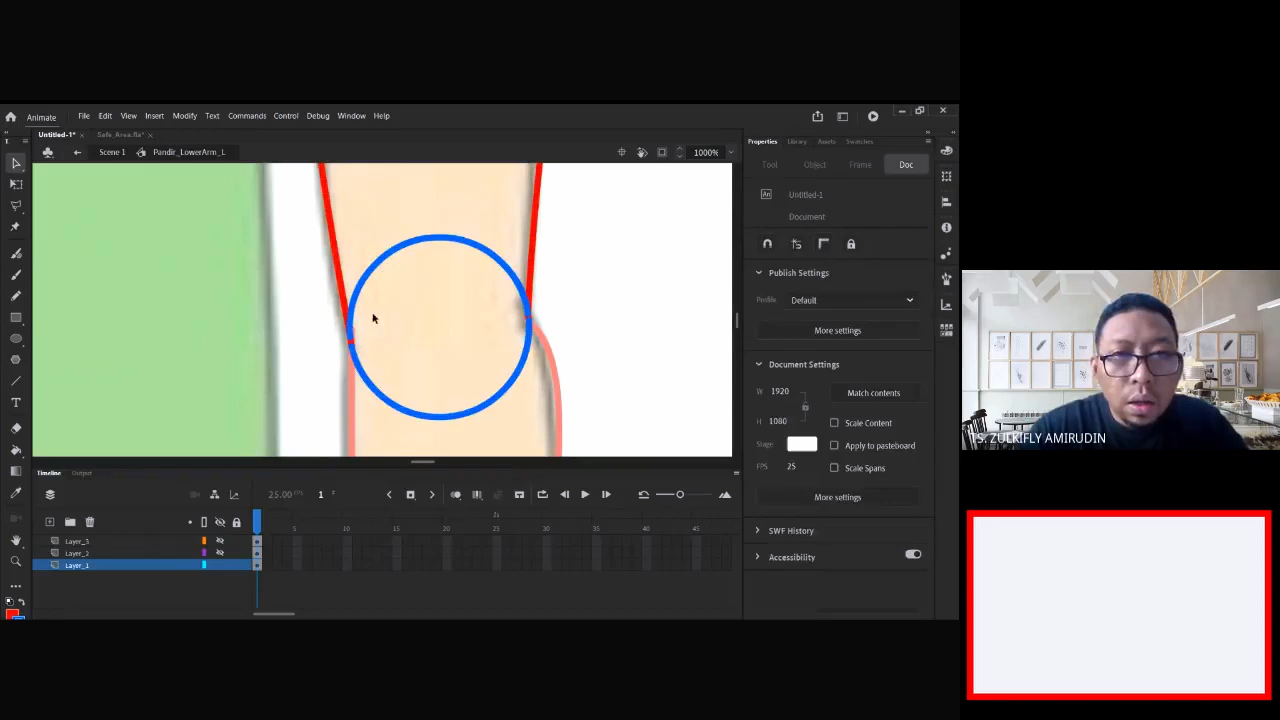 Animate File Edit View Insert Modify Text Commands Control Debug Window Help
Untitled-1* Safe_Area.fla*
Scene 1 Pandir_LowerArm_L 1000%
Properties Library Assets Swatches
Tool Object Frame Doc
An Untitled-1
Document
Publish Settings
Profile: Default
More settings
Document Settings
W 1920 Match contents
H 1080 Scale Content
Stage: Apply to pasteboard
FPS 25 Scale Spans
More settings
SWF History
Accessibility
Timeline Output
25.00 FPS 1 F
1s
5 10 15 20 25 30 35 40 45
Layer_3
Layer_2
Layer_1
TS. ZULKIFLY AMIRUDIN